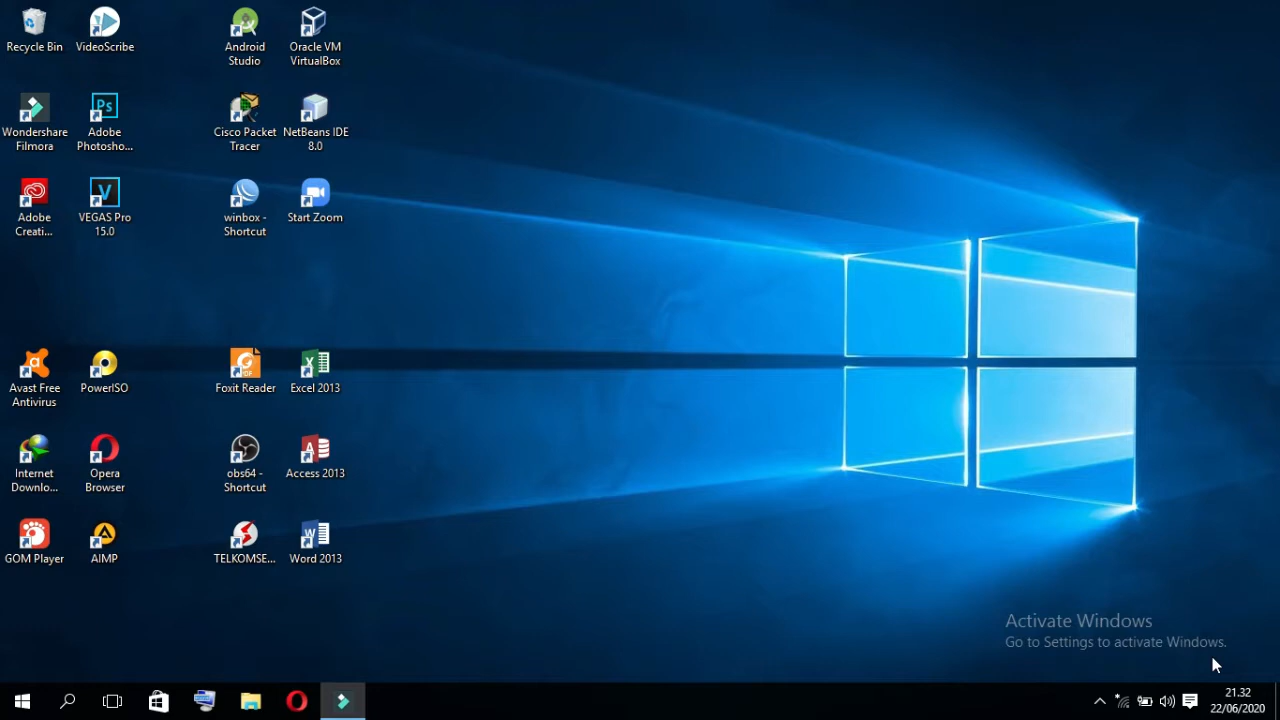 Recycle Bin
VideoScribe
Android
Studio
Oracle VM
VirtualBox
Wondershare
Filmora
Ps
Adobe
Photosho...
Cisco Packet
Tracer
NetBeans IDE
8.0
Adobe
Creati...
V
VEGAS Pro
15.0
winbox -
Shortcut
Start Zoom
Avast Free
Antivirus
PowerISO
Foxit Reader
Excel 2013
Internet
Downlo...
Opera
Browser
obs64 -
Shortcut
Access 2013
GOM Player
AIMP
TELKOMSE...
Word 2013
Activate Windows
Go to Settings to activate Windows.
21.32
22/06/2020